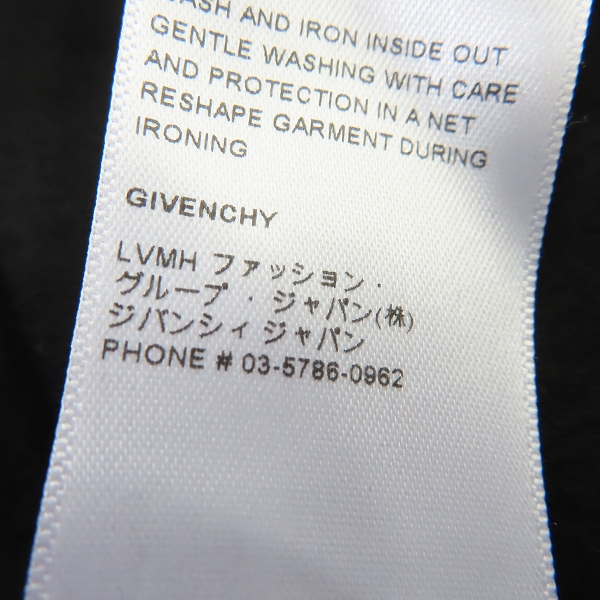 AND IRON INSIDE OUT
GENTLE WASHING WITH CARE
AND PROTECTION IN A NET
RESHAPE GARMENT DURING
IRONING
GIVENCHY
LVMH ファッション・
グループ・ジャパン(株)
ジバンシィ ジャパン
PHONE # 03-5786-0962